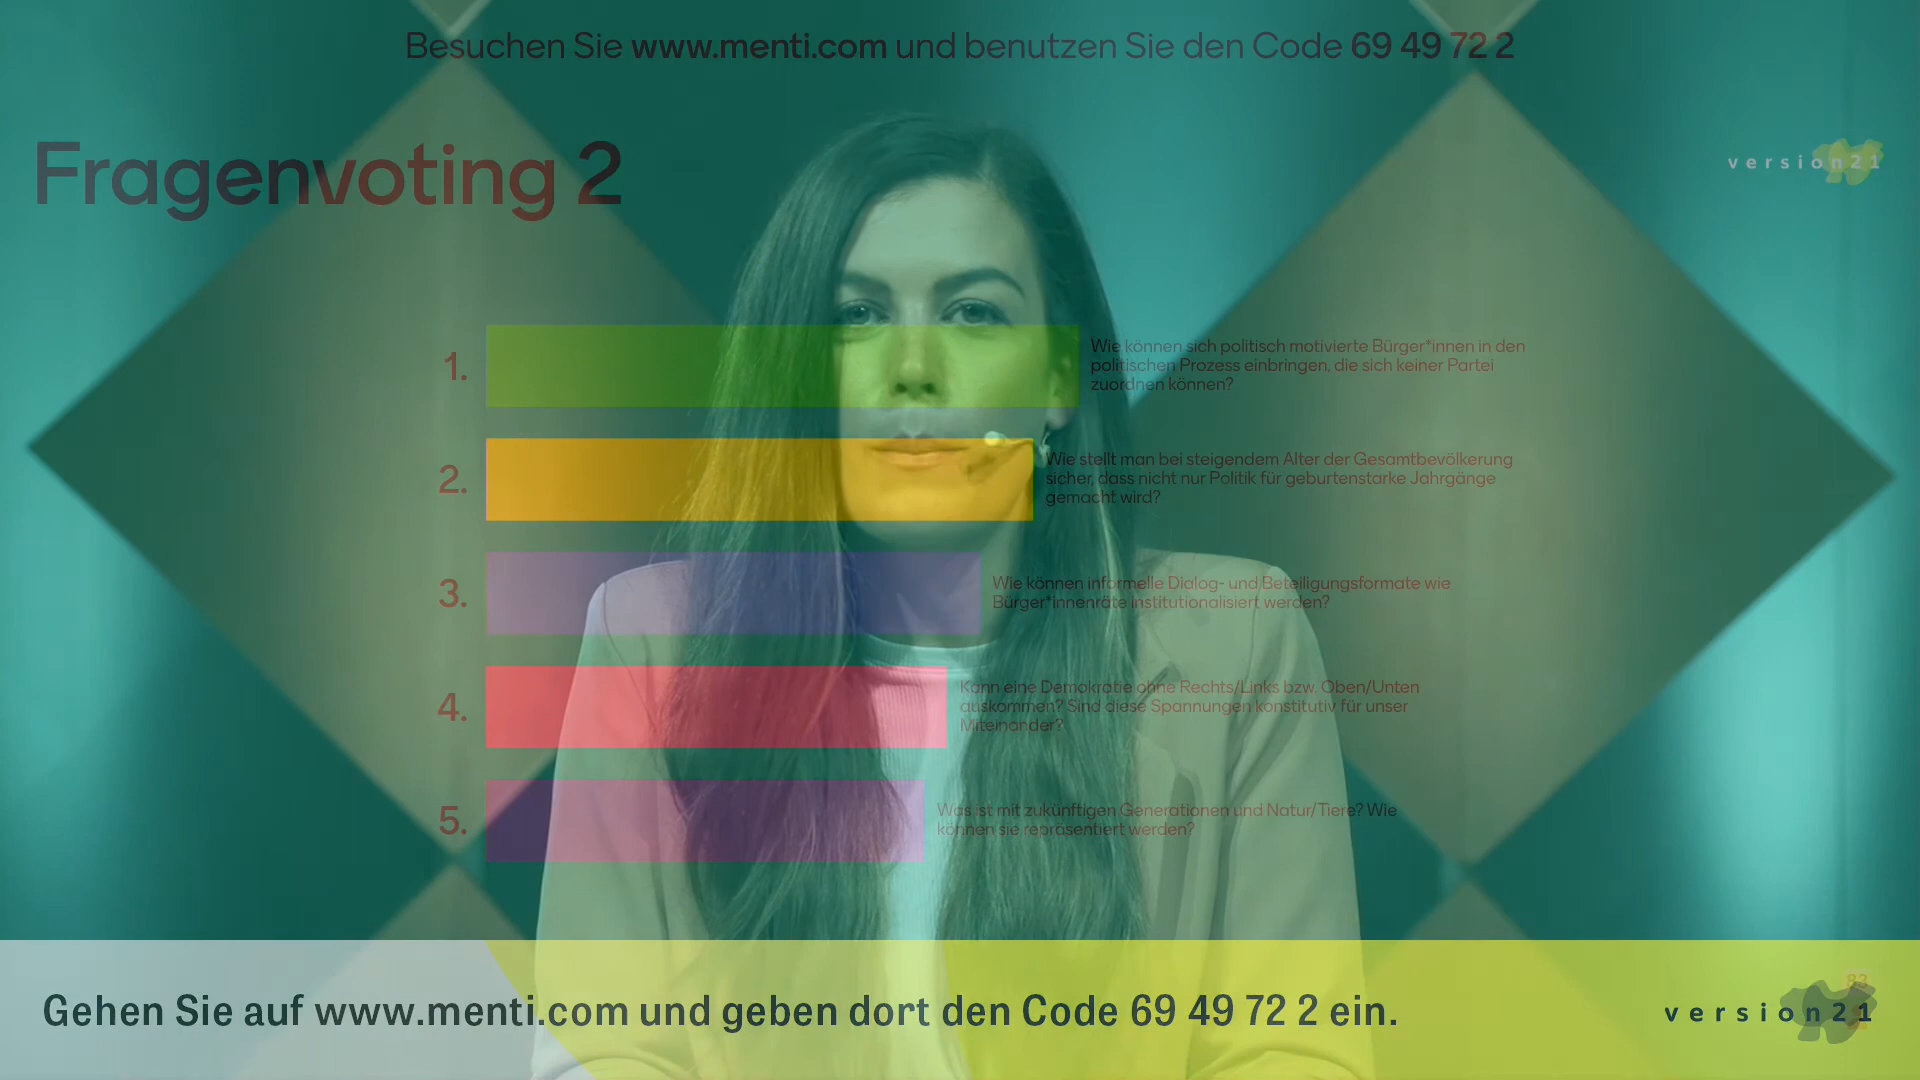 Besuchen Sie www.menti.com und benutzen Sie den Code 69 49 72 2
Fragenvoting 2
version21
1.
Wie können sich politisch motivierte Bürger*innen in den
politischen Prozess einbringen, die sich keiner Partei
zuordnen können?
2.
Wie stellt man bei steigendem Alter der Gesamtbevölkerung
sicher, dass nicht nur Politik für geburtenstarke Jahrgänge
gemacht wird?
3.
Wie können informelle Dialog- und Beteiligungsformate wie
Bürger*innenräte institutionalisiert werden?
4.
Kann eine Demokratie ohne Rechts/Links bzw. Oben/Unten
auskommen? Sind diese Spannungen konstitutiv für unser
Miteinander?
5.
Was ist mit zukünftigen Generationen und Natur/Tiere? Wie
können sie repräsentiert werden?
Gehen Sie auf www.menti.com und geben dort den Code 69 49 72 2 ein.
version21